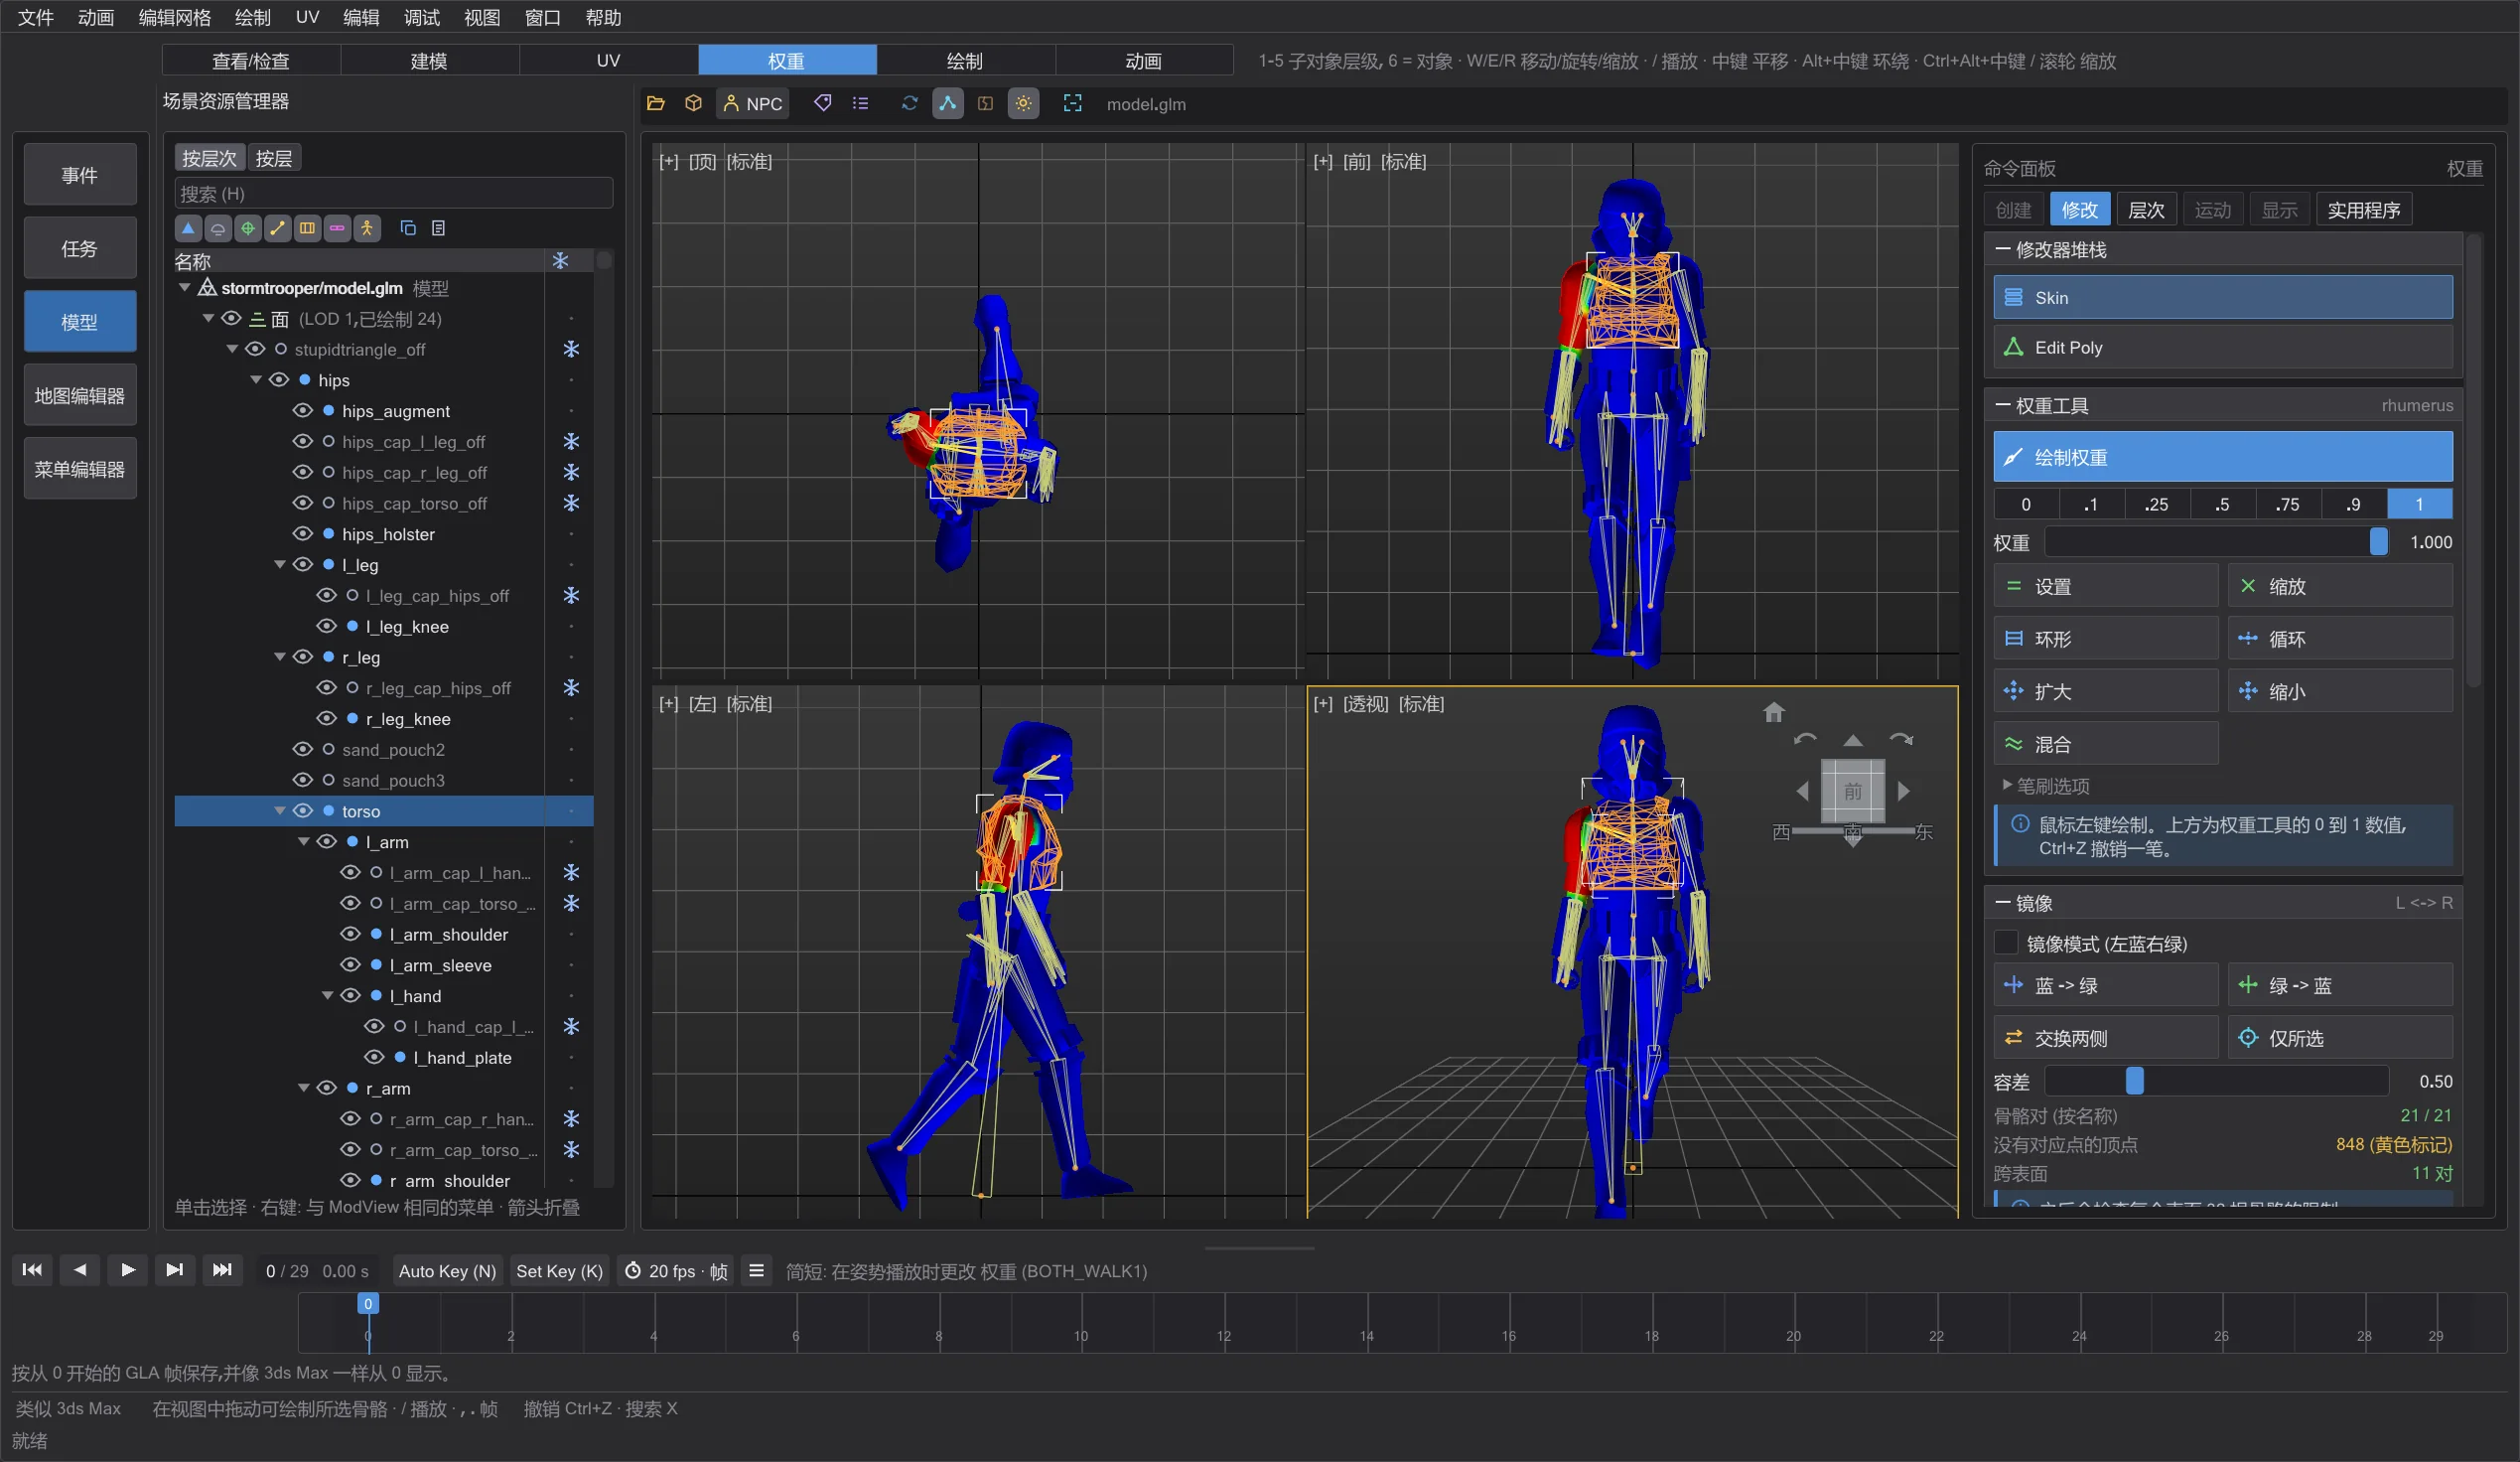 文件 动画 编辑网格 绘制 UV 编辑 调试 视图 窗口 帮助
查看/检查 建模 UV 权重 绘制 动画 1-5 子对象层级, 6 = 对象 · W/E/R 移动/旋转/缩放 · / 播放 · 中键 平移 · Alt+中键 环绕 · Ctrl+Alt+中键 / 滚轮 缩放
场景资源管理器
NPC model.glm
事件
任务
模型
地图编辑器
菜单编辑器
按层次 按层
搜索 (H)
名称
stormtrooper/model.glm 模型
面 (LOD 1,已绘制 24)
stupidtriangle_off
hips
hips_augment
hips_cap_l_leg_off
hips_cap_r_leg_off
hips_cap_torso_off
hips_holster
l_leg
l_leg_cap_hips_off
l_leg_knee
r_leg
r_leg_cap_hips_off
r_leg_knee
sand_pouch2
sand_pouch3
torso
l_arm
l_arm_cap_l_han...
l_arm_cap_torso_...
l_arm_shoulder
l_arm_sleeve
l_hand
l_hand_cap_l_...
l_hand_plate
r_arm
r_arm_cap_r_han...
r_arm_cap_torso_...
r_arm_shoulder
单击选择 · 右键: 与 ModView 相同的菜单 · 箭头折叠
[+] [顶] [标准]
[+] [前] [标准]
[+] [左] [标准]
[+] [透视] [标准]
前
西 南 东
命令面板 权重
创建 修改 层次 运动 显示 实用程序
修改器堆栈
Skin
Edit Poly
权重工具 rhumerus
绘制权重
0 .1 .25 .5 .75 .9 1
权重 1.000
设置 缩放
环形 循环
扩大 缩小
混合
笔刷选项
鼠标左键绘制。上方为权重工具的 0 到 1 数值,
Ctrl+Z 撤销一笔。
镜像 L <-> R
镜像模式 (左蓝右绿)
蓝 -> 绿 绿 -> 蓝
交换两侧 仅所选
容差 0.50
骨骼对 (按名称) 21 / 21
没有对应点的顶点 848 (黄色标记)
跨表面 11 对
0 / 29 0.00 s Auto Key (N) Set Key (K) 20 fps · 帧 简短: 在姿势播放时更改 权重 (BOTH_WALK1)
0
0 2 4 6 8 10 12 14 16 18 20 22 24 26 28 29
按从 0 开始的 GLA 帧保存,并像 3ds Max 一样从 0 显示。
类似 3ds Max 在视图中拖动可绘制所选骨骼 · / 播放 · , . 帧 撤销 Ctrl+Z · 搜索 X
就绪